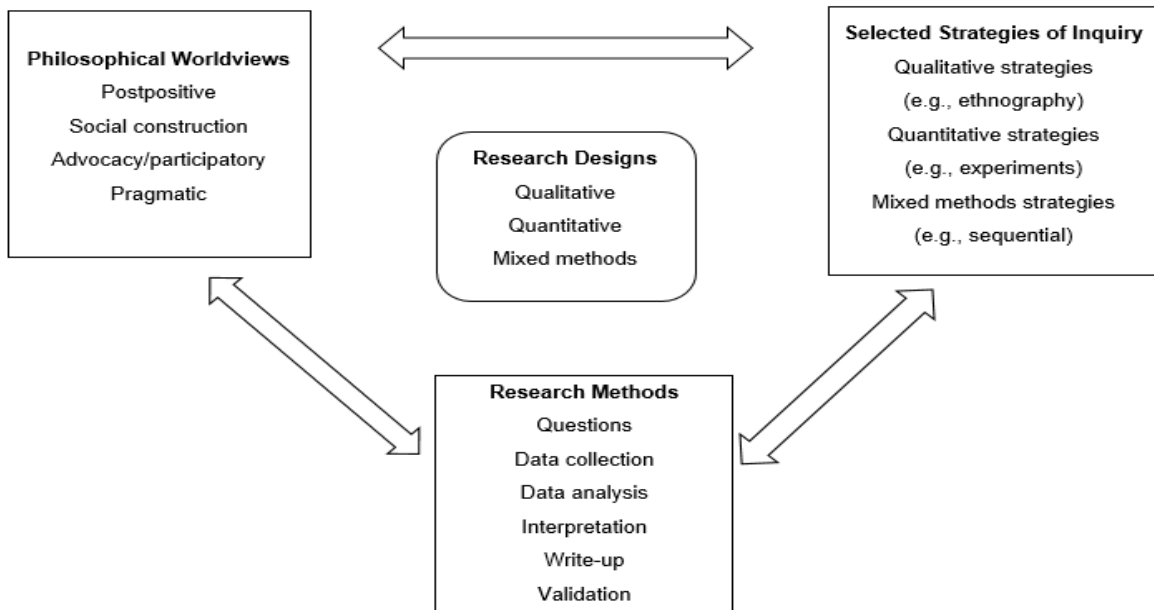 Philosophical Worldviews
Postpositive
Social construction
Advocacy/participatory
Pragmatic
Selected Strategies of Inquiry
Qualitative strategies
(e.g., ethnography)
Quantitative strategies
(e.g., experiments)
Mixed methods strategies
(e.g., sequential)
Research Designs
Qualitative
Quantitative
Mixed methods
Research Methods
Questions
Data collection
Data analysis
Interpretation
Write-up
Validation